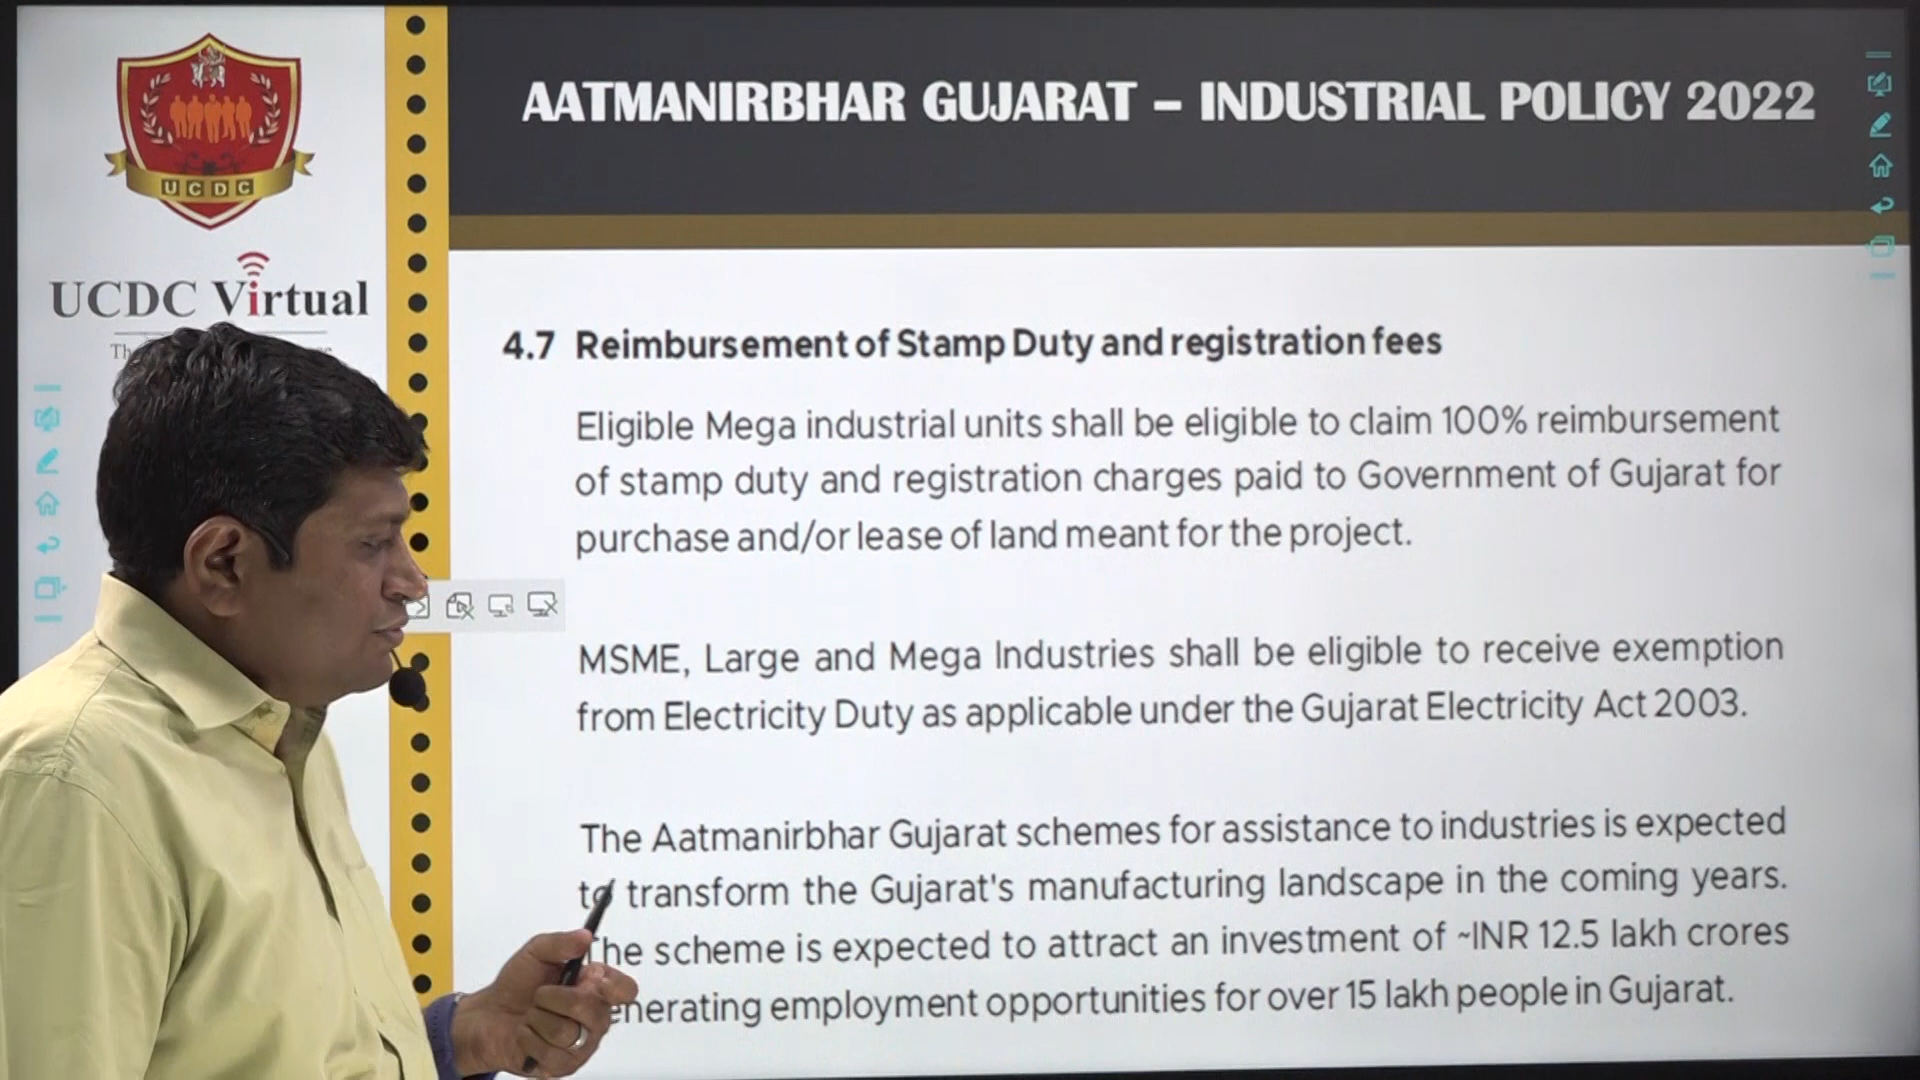 UCDC
UCDC Virtual
AATMANIRBHAR GUJARAT – INDUSTRIAL POLICY 2022
4.7 Reimbursement of Stamp Duty and registration fees
Eligible Mega industrial units shall be eligible to claim 100% reimbursement
of stamp duty and registration charges paid to Government of Gujarat for
purchase and/or lease of land meant for the project.
MSME, Large and Mega Industries shall be eligible to receive exemption
from Electricity Duty as applicable under the Gujarat Electricity Act 2003.
The Aatmanirbhar Gujarat schemes for assistance to industries is expected
to transform the Gujarat's manufacturing landscape in the coming years.
The scheme is expected to attract an investment of ~INR 12.5 lakh crores
enerating employment opportunities for over 15 lakh people in Gujarat.